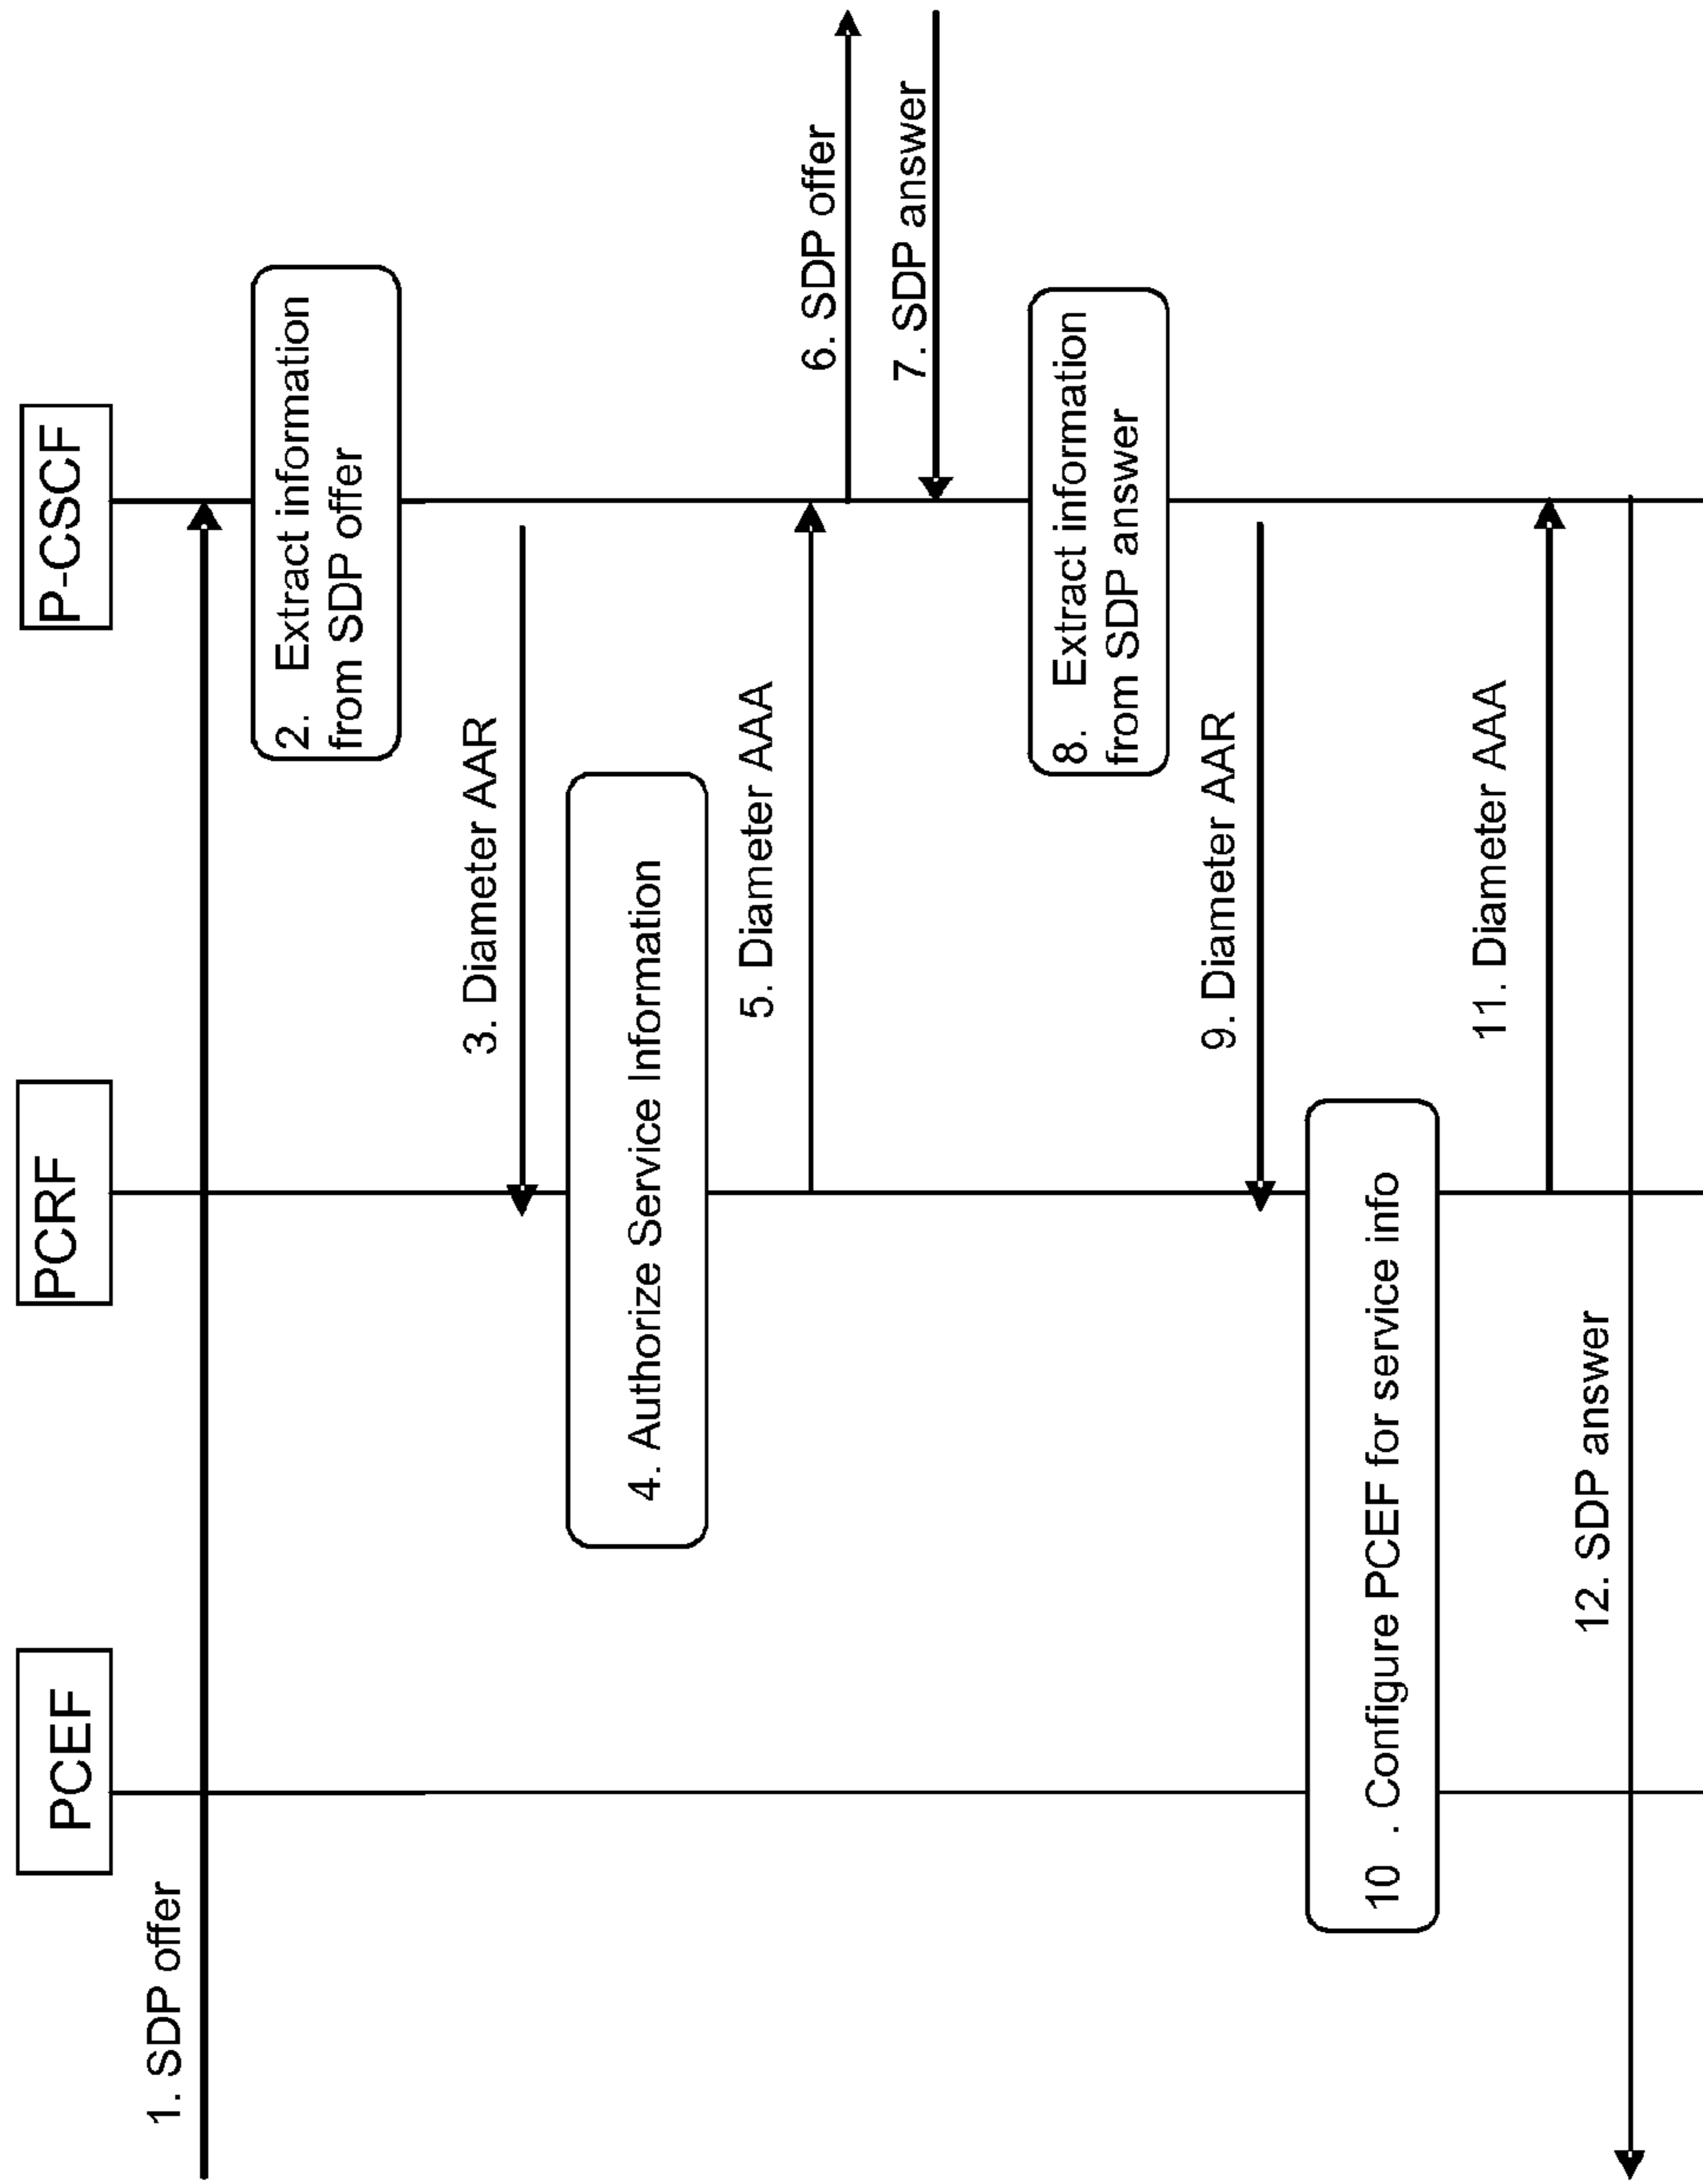 PCEF
PCRF
P-CSCF
1. SDP offer
2. Extract information
from SDP offer
3. Diameter AAR
4. Authorize Service Information
5. Diameter AAA
6. SDP offer
7. SDP answer
8. Extract information
from SDP answer
9. Diameter AAR
10 . Configure PCEF for service info
11. Diameter AAA
12. SDP answer